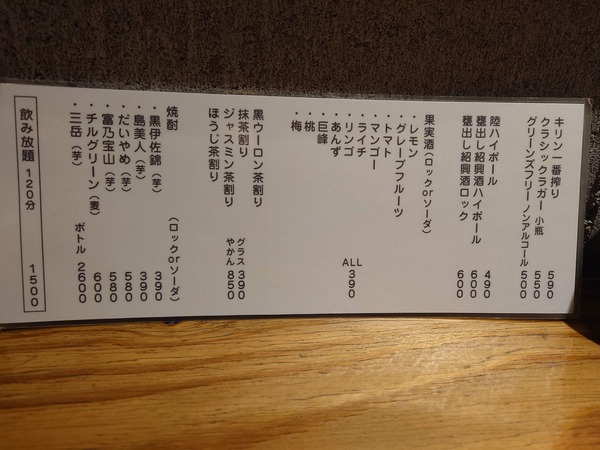 キリン一番搾り 590
クラシックラガー 小瓶 550
グリーンズフリーノンアルコール 500
陸ハイボール 490
甕出し紹興酒ハイボール 600
甕出し紹興酒ロック 600
果実酒(ロックorソーダ)
・レモン
・グレープフルーツ
・トマト
・マンゴー
・ライチ
・リンゴ ALL 390
・あんず
・巨峰
・桃
・梅
黒ウーロン茶割り
抹茶割り グラス 390
ジャスミン茶割り やかん 850
ほうじ茶割り
焼酎 (ロックorソーダ)
・黒伊佐錦(芋) 390
・島美人(芋) 390
・だいやめ(芋) 580
・富乃宝山(芋) 580
・チルグリーン(麦) 600
・三岳(芋) ボトル 2600
飲み放題 120分 1500